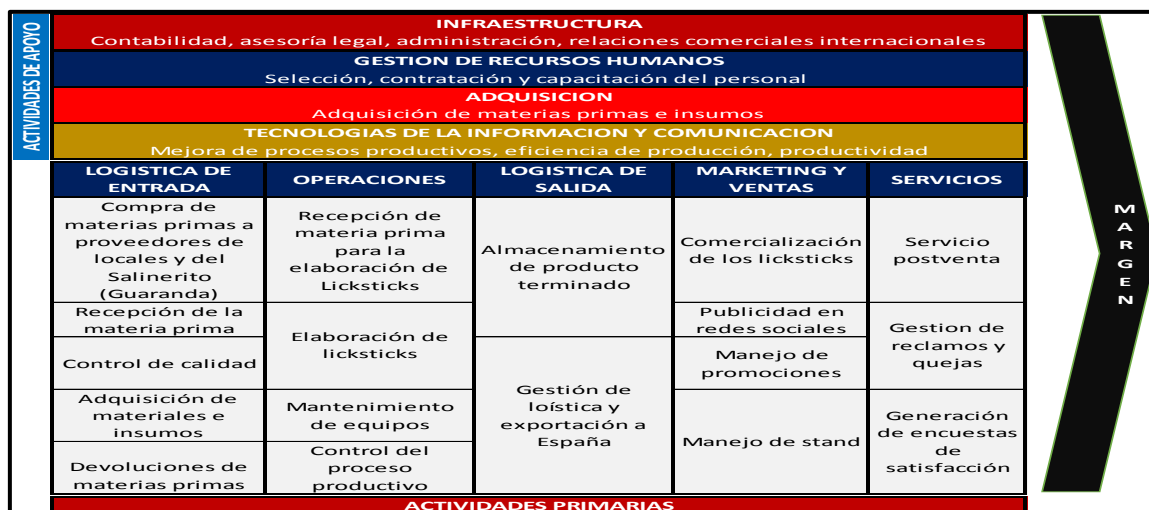 ACTIVIDADES DE APOYO
INFRAESTRUCTURA
Contabilidad, asesoría legal, administración, relaciones comerciales internacionales
GESTION DE RECURSOS HUMANOS
Selección, contratación y capacitación del personal
ADQUISICION
Adquisición de materias primas e insumos
TECNOLOGIAS DE LA INFORMACION Y COMUNICACION
Mejora de procesos productivos, eficiencia de producción, productividad
LOGISTICA DE
ENTRADA
OPERACIONES
LOGISTICA DE
SALIDA
MARKETING Y
VENTAS
SERVICIOS
Compra de
materias primas a
proveedores de
locales y del
Salinerito
(Guaranda)
Recepción de
materia prima
para la
elaboración de
Licksticks
Almacenamiento
de producto
terminado
Comercialización
de los licksticks
Servicio
postventa
Recepción de la
materia prima
Elaboración de
licksticks
Publicidad en
redes sociales
Gestion de
reclamos y
quejas
Control de calidad
Gestión de
loística y
exportación a
España
Manejo de
promociones
Adquisición de
materiales e
insumos
Mantenimiento
de equipos
Manejo de stand
Generación
de encuestas
de
satisfacción
Devoluciones de
materias primas
Control del
proceso
productivo
ACTIVIDADES PRIMARIAS
MARGEN